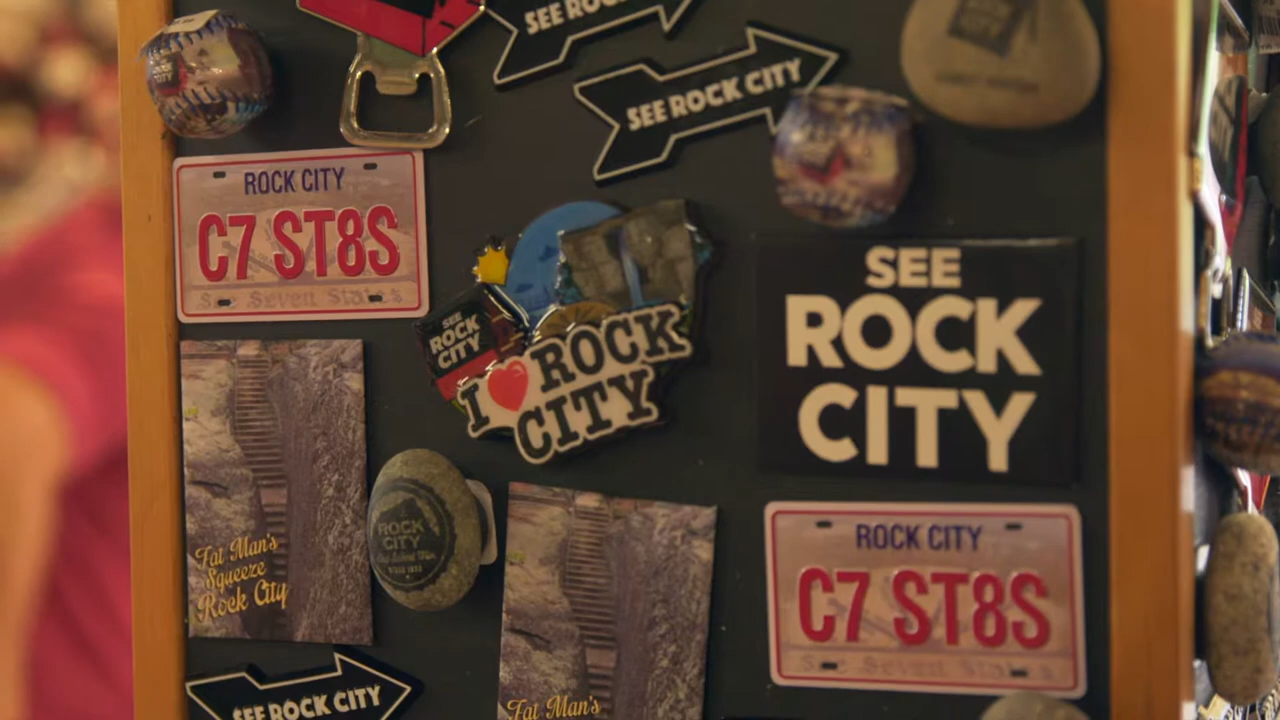 SEE ROCK
SEE ROCK CITY
ROCK CITY
C7 ST8S
See Seven States
SEE
ROCK
CITY
I ROCK
CITY
SEE
ROCK
CITY
Fat Man's
Squeeze
Rock City
ROCK
CITY
ROCK CITY
C7 ST8S
See Seven States
SEE ROCK CITY
Fat Man's